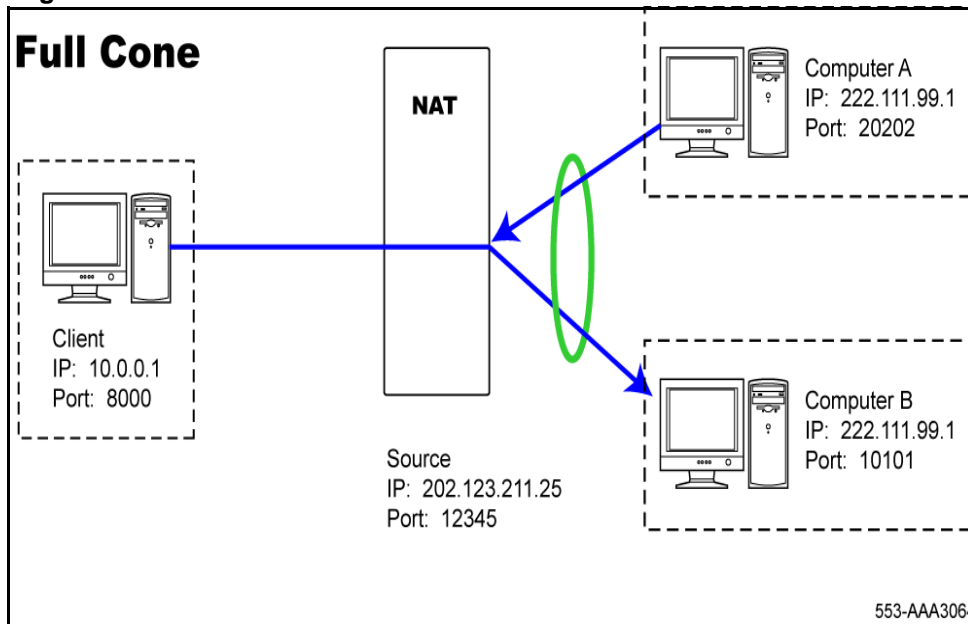 Full Cone
NAT
Computer A
IP: 222.111.99.1
Port: 20202
Client
IP: 10.0.0.1
Port: 8000
Source
IP: 202.123.211.25
Port: 12345
Computer B
IP: 222.111.99.1
Port: 10101